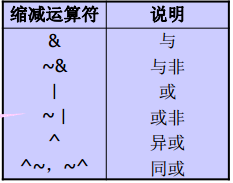 缩减运算符 说明
& 与
~& 与非
| 或
~| 或非
^ 异或
^~，~^ 同或